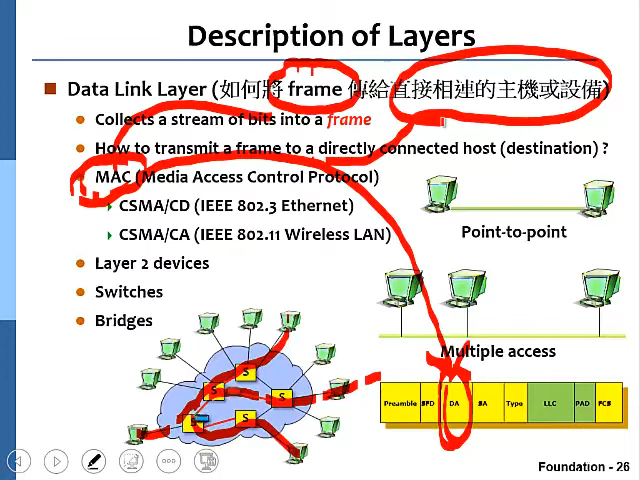 Description of Layers
Data Link Layer (如何將 frame 傳給直接相連的主機或設備)
Collects a stream of bits into a frame
How to transmit a frame to a directly connected host (destination) ?
MAC (Media Access Control Protocol)
CSMA/CD (IEEE 802.3 Ethernet)
CSMA/CA (IEEE 802.11 Wireless LAN)
Layer 2 devices
Switches
Bridges
Point-to-point
Multiple access
S
S
S
S
S
Preamble SFD DA SA Type LLC PAD FCS
Foundation - 26